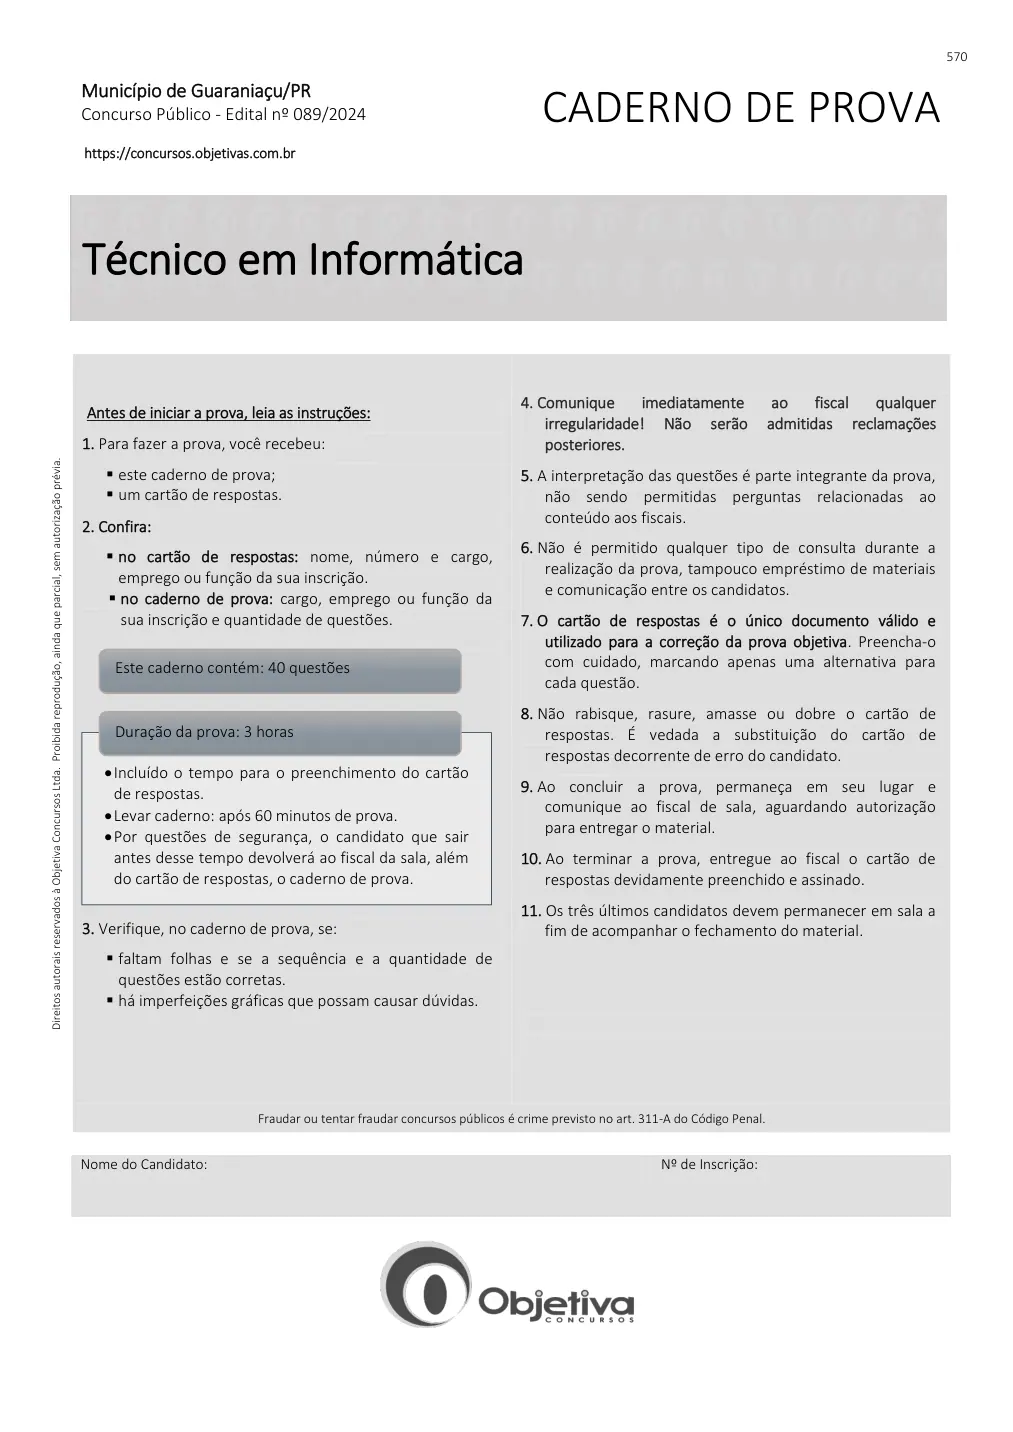 570
Município de Guaraniaçu/PR
Concurso Público - Edital nº 089/2024
CADERNO DE PROVA
https://concursos.objetivas.com.br
Técnico em Informática
Direitos autorais reservados à Objetiva Concursos Ltda. Proibida reprodução, ainda que parcial, sem autorização prévia.
Antes de iniciar a prova, leia as instruções:
1. Para fazer a prova, você recebeu:
▪ este caderno de prova;
▪ um cartão de respostas.
2. Confira:
▪ no cartão de respostas: nome, número e cargo,
emprego ou função da sua inscrição.
▪ no caderno de prova: cargo, emprego ou função da
sua inscrição e quantidade de questões.
Este caderno contém: 40 questões
Duração da prova: 3 horas
• Incluído o tempo para o preenchimento do cartão
de respostas.
• Levar caderno: após 60 minutos de prova.
• Por questões de segurança, o candidato que sair
antes desse tempo devolverá ao fiscal da sala, além
do cartão de respostas, o caderno de prova.
3. Verifique, no caderno de prova, se:
▪ faltam folhas e se a sequência e a quantidade de
questões estão corretas.
▪ há imperfeições gráficas que possam causar dúvidas.
4. Comunique imediatamente ao fiscal qualquer
irregularidade! Não serão admitidas reclamações
posteriores.
5. A interpretação das questões é parte integrante da prova,
não sendo permitidas perguntas relacionadas ao
conteúdo aos fiscais.
6. Não é permitido qualquer tipo de consulta durante a
realização da prova, tampouco empréstimo de materiais
e comunicação entre os candidatos.
7. O cartão de respostas é o único documento válido e
utilizado para a correção da prova objetiva. Preencha-o
com cuidado, marcando apenas uma alternativa para
cada questão.
8. Não rabisque, rasure, amasse ou dobre o cartão de
respostas. É vedada a substituição do cartão de
respostas decorrente de erro do candidato.
9. Ao concluir a prova, permaneça em seu lugar e
comunique ao fiscal de sala, aguardando autorização
para entregar o material.
10. Ao terminar a prova, entregue ao fiscal o cartão de
respostas devidamente preenchido e assinado.
11. Os três últimos candidatos devem permanecer em sala a
fim de acompanhar o fechamento do material.
Fraudar ou tentar fraudar concursos públicos é crime previsto no art. 311-A do Código Penal.
Nome do Candidato:
Nº de Inscrição:
Objetiva
CONCURSOS